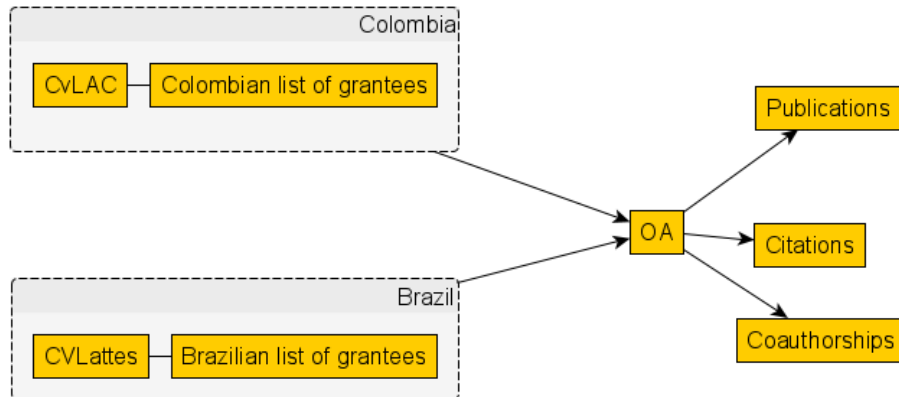 Colombia
CvLAC
Colombian list of grantees
Publications
OA
Citations
Brazil
CVLattes
Brazilian list of grantees
Coauthorships